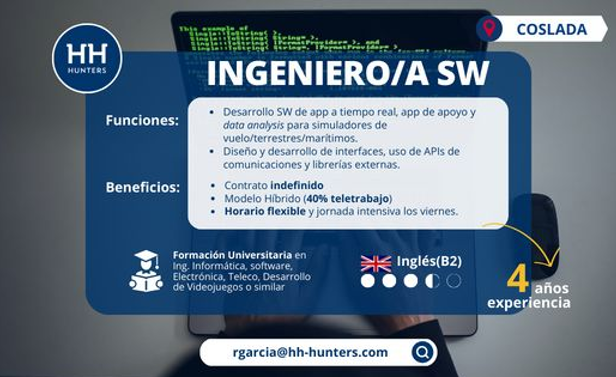 This example of
COSLADA
HH
HUNTERS
INGENIERO/A SW
Funciones:
• Desarrollo SW de app a tiempo real, app de apoyo y
data analysis para simuladores de
vuelo/terrestres/marítimos.
• Diseño y desarrollo de interfaces, uso de APIs de
comunicaciones y librerías externas.
Beneficios:
• Contrato indefinido
• Modelo Híbrido (40% teletrabajo)
• Horario flexible y jornada intensiva los viernes.
Formación Universitaria en
Ing. Informática, software,
Electrónica, Teleco, Desarrollo
de Videojuegos o similar
Inglés(B2)
4 años
experiencia
rgarcia@hh-hunters.com